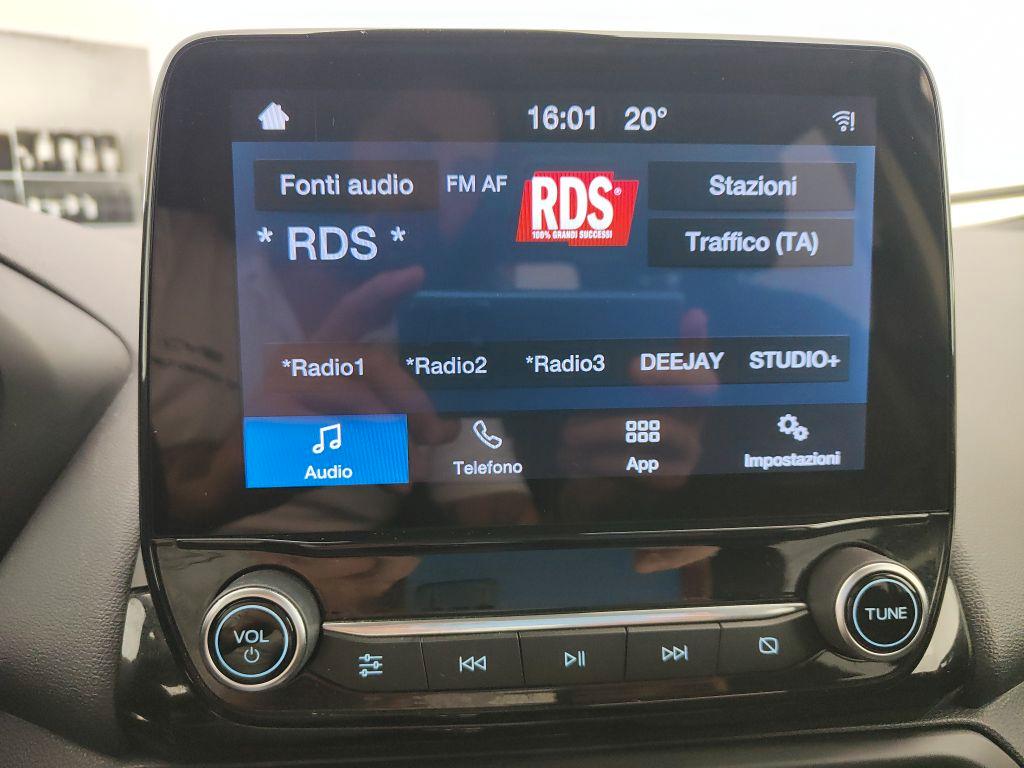 16:01 20°
Fonti audio FM AF RDS® Stazioni
100% GRANDI SUCCESSI
* RDS * Traffico (TA)
*Radio1 *Radio2 *Radio3 DEEJAY STUDIO+
Audio Telefono App Impostazioni
VOL TUNE